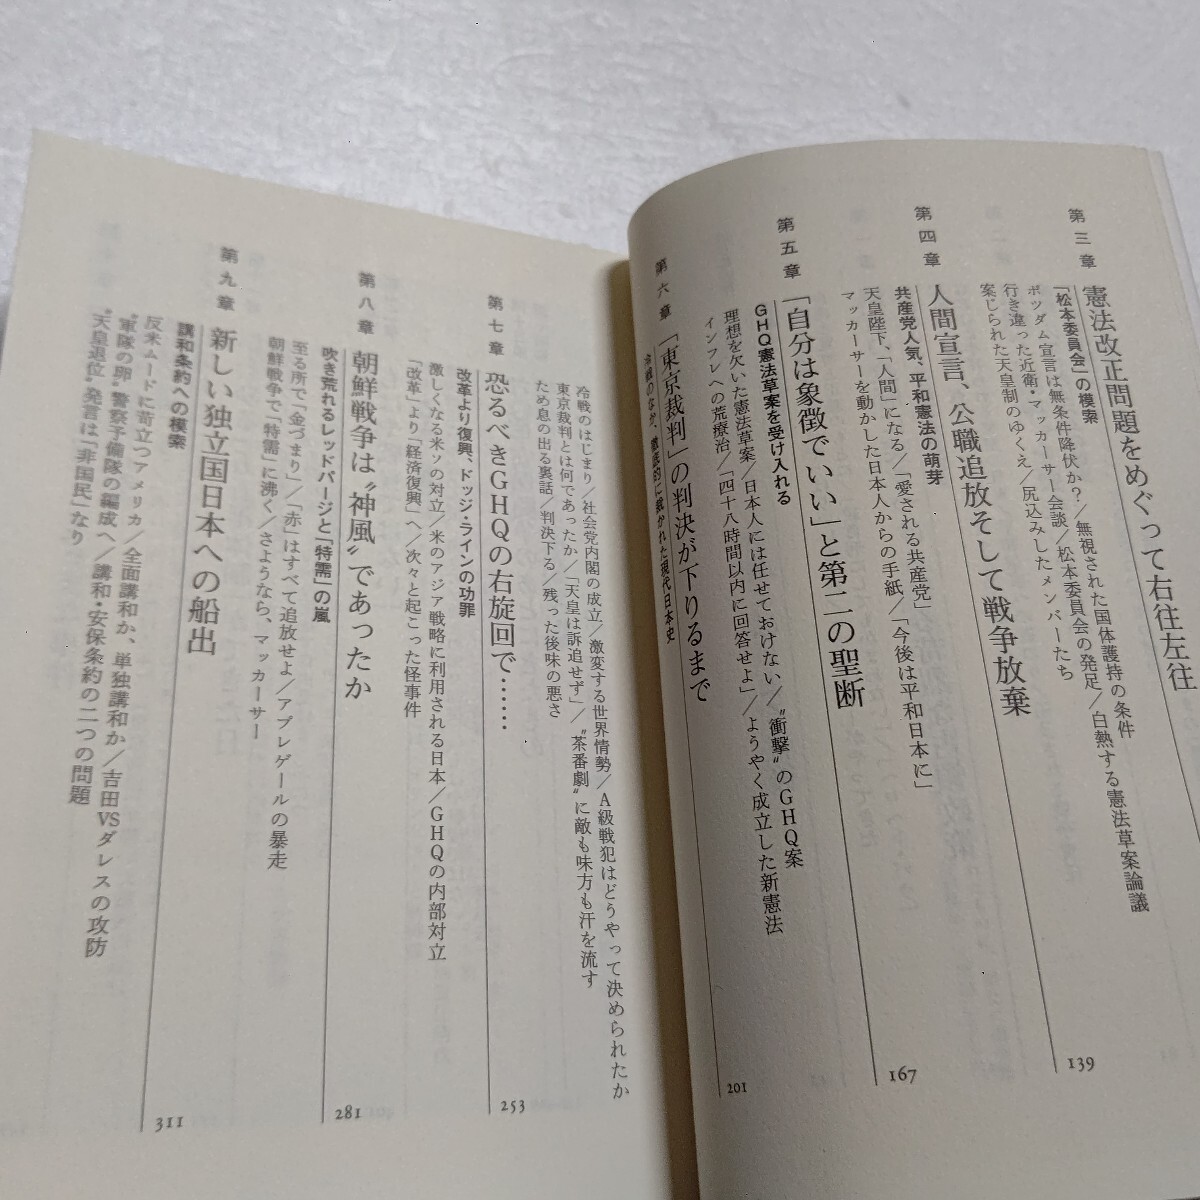 第三章 憲法改正問題をめぐって右往左往 139
「松本委員会」の模索
ポツダム宣言は無条件降伏か?/無視された国体護持の条件
行き違った近衛・マッカーサー会談/松本委員会の発足/白熱する憲法草案論議
案じられた天皇制のゆくえ/尻込みしたメンバーたち
第四章 人間宣言、公職追放そして戦争放棄 167
共産党人気、平和憲法の萌芽
天皇陛下、「人間」になる/「愛される共産党」/「今後は平和日本に」
マッカーサーを動かした日本人からの手紙
第五章 「自分は象徴でいい」と第二の聖断 201
GHQ憲法草案を受け入れる
理想を欠いた憲法草案/日本人には任せておけない/〝衝撃〟のGHQ案
インフレへの荒療治/「四十八時間以内に回答せよ」/ようやく成立した新憲法
第六章 「東京裁判」の判決が下りるまで
冷戦のなか、徹底的に裁かれた現代日本史
冷戦のはじまり/社会党内閣の成立/激変する世界情勢/A級戦犯はどうやって決められたか
東京裁判とは何であったか/「天皇は訴追せず」/〝茶番劇〟に敵も味方も汗を流す
ため息の出る裏話/判決下る/残った後味の悪さ
第七章 恐るべきGHQの右旋回で…… 253
改革より復興、ドッジ・ラインの功罪
激しくなる米ソの対立/米のアジア戦略に利用される日本/GHQの内部対立
「改革」より「経済復興」へ/次々と起こった怪事件
第八章 朝鮮戦争は〝神風〟であったか 281
吹き荒れるレッドパージと「特需」の嵐
至る所で「金づまり」/「赤」はすべて追放せよ/アプレゲールの暴走
朝鮮戦争で「特需」に沸く/さようなら、マッカーサー
第九章 新しい独立国日本への船出 311
講和条約への模索
反米ムードに苛立つアメリカ/全面講和か、単独講和か/吉田VSダレスの攻防
〝軍隊の卵〟警察予備隊の編成へ/講和・安保条約の二つの問題
〝天皇退位〟発言は「非国民」なり